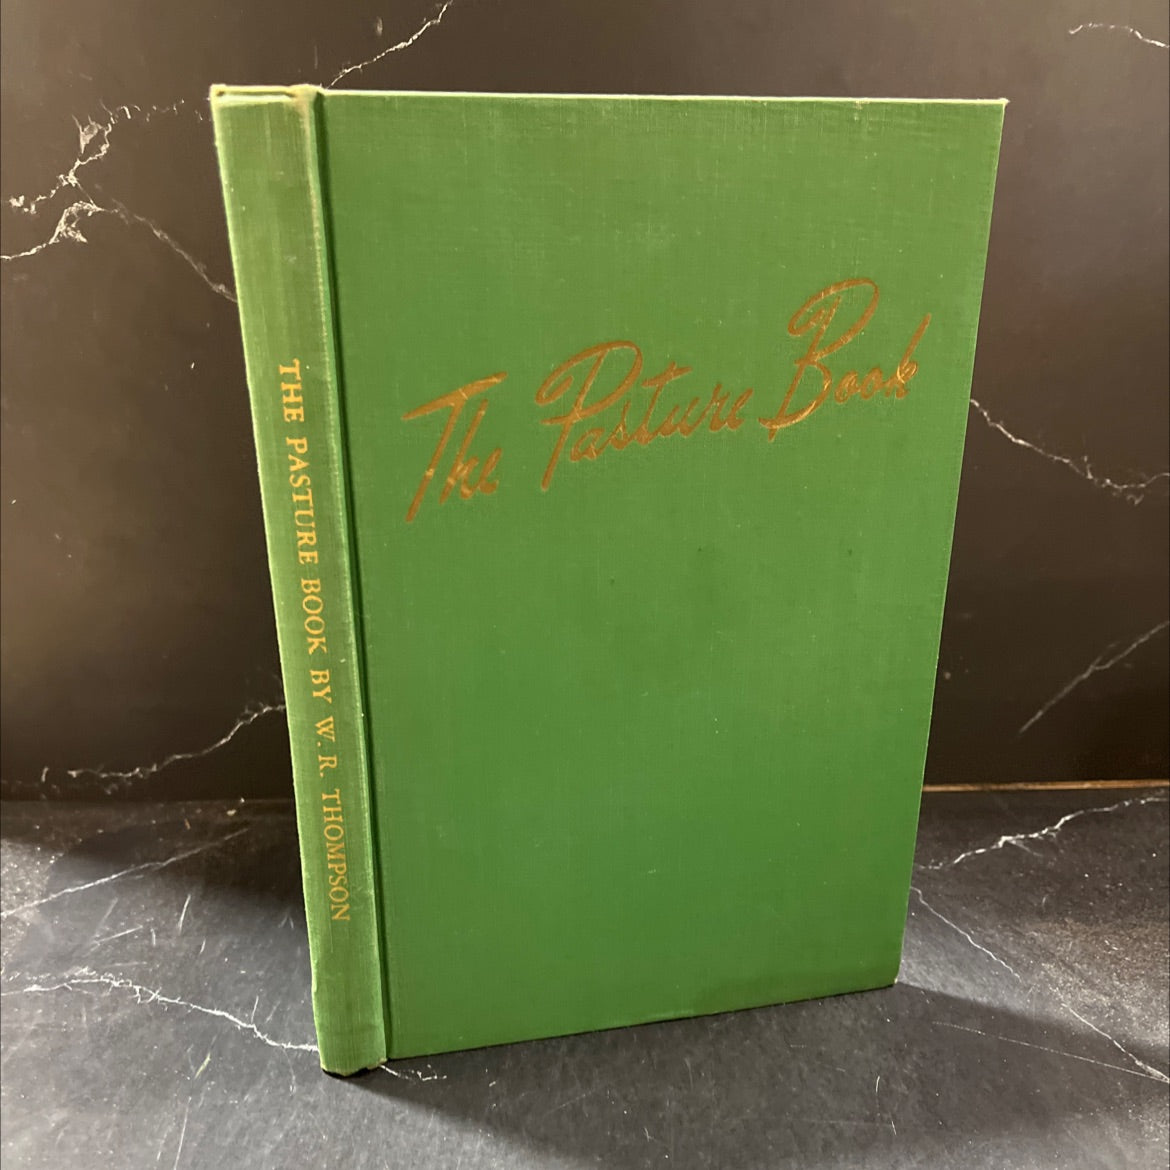 The Pasture Book
THE PASTURE BOOK BY W. R. THOMPSON